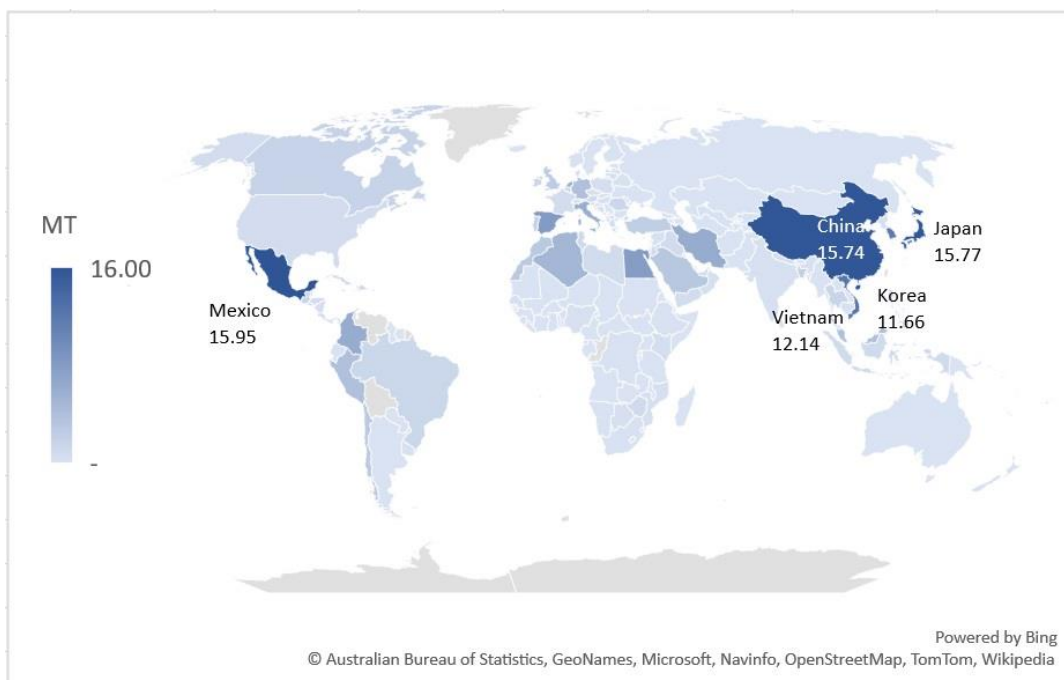 MT
16.00
-
Mexico
15.95
China
15.74
Japan
15.77
Korea
11.66
Vietnam
12.14
Powered by Bing
© Australian Bureau of Statistics, GeoNames, Microsoft, Navinfo, OpenStreetMap, TomTom, Wikipedia